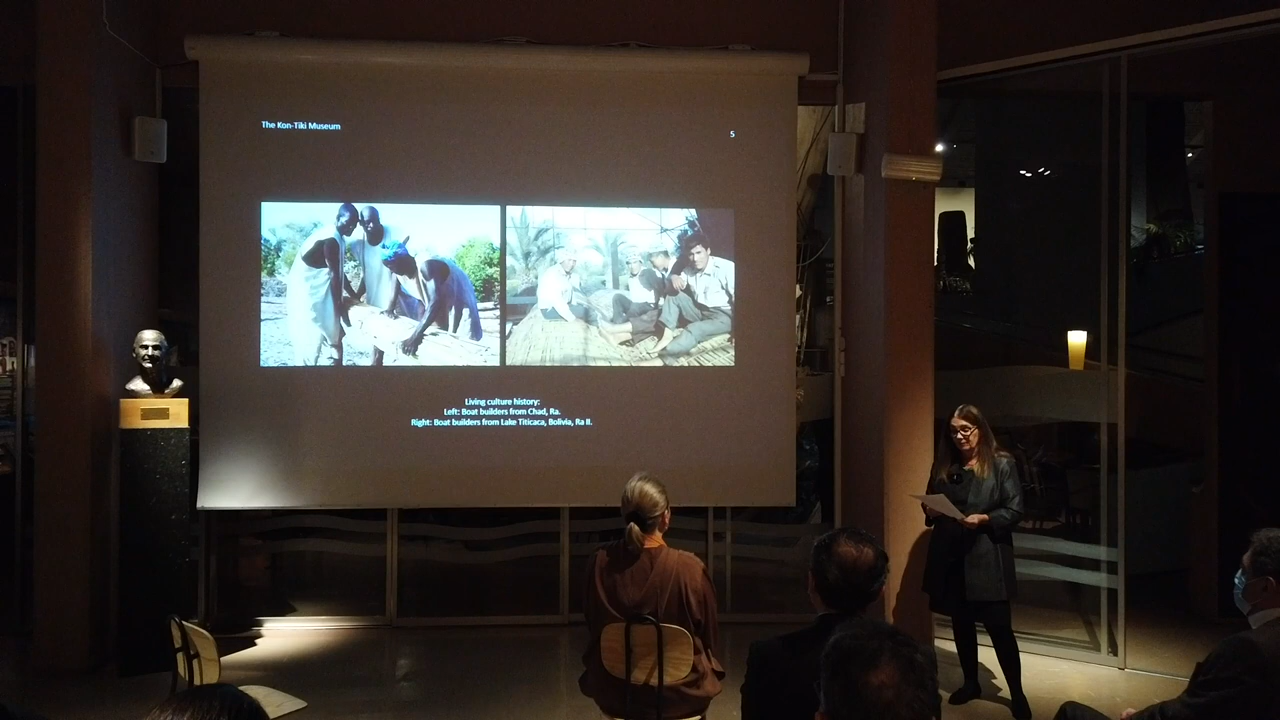 The Kon-Tiki Museum
5
Living culture history:
Left: Boat builders from Chad, Ra.
Right: Boat builders from Lake Titicaca, Bolivia, Ra II.